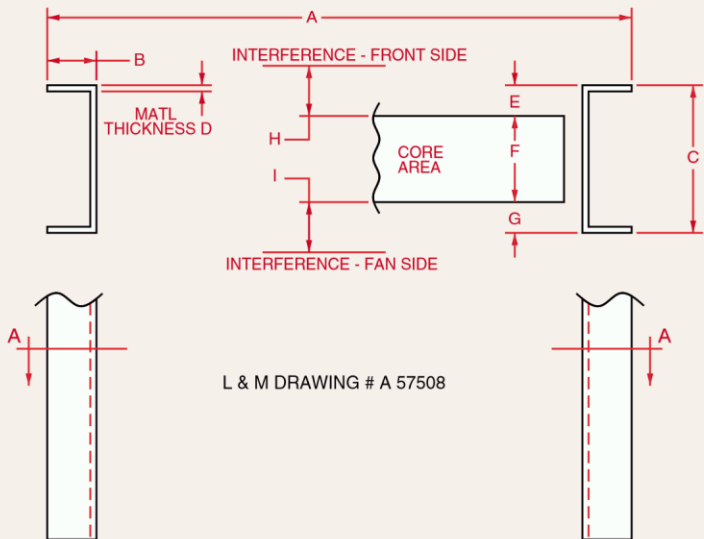 A
B
INTERFERENCE - FRONT SIDE
MATL
THICKNESS D
E
H
CORE
AREA
F
C
I
G
INTERFERENCE - FAN SIDE
A
A
L & M DRAWING # A 57508